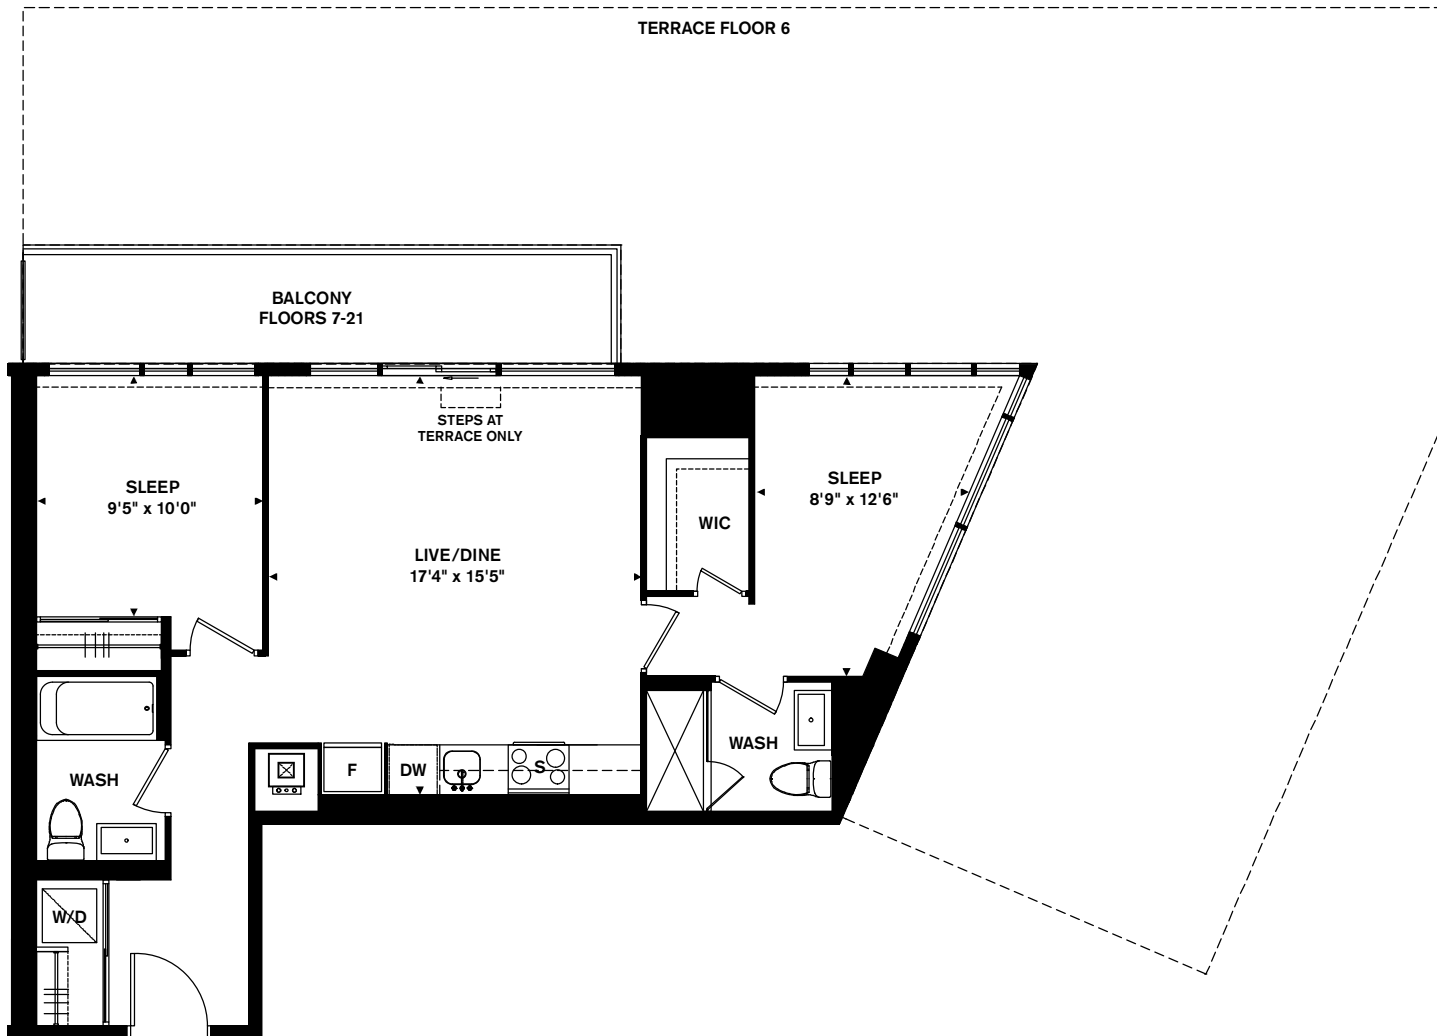 TERRACE FLOOR 6
BALCONY
FLOORS 7-21
STEPS AT
TERRACE ONLY
SLEEP
9'5" x 10'0"
SLEEP
8'9" x 12'6"
WIC
LIVE/DINE
17'4" x 15'5"
WASH
F
DW
S
WASH
W/D